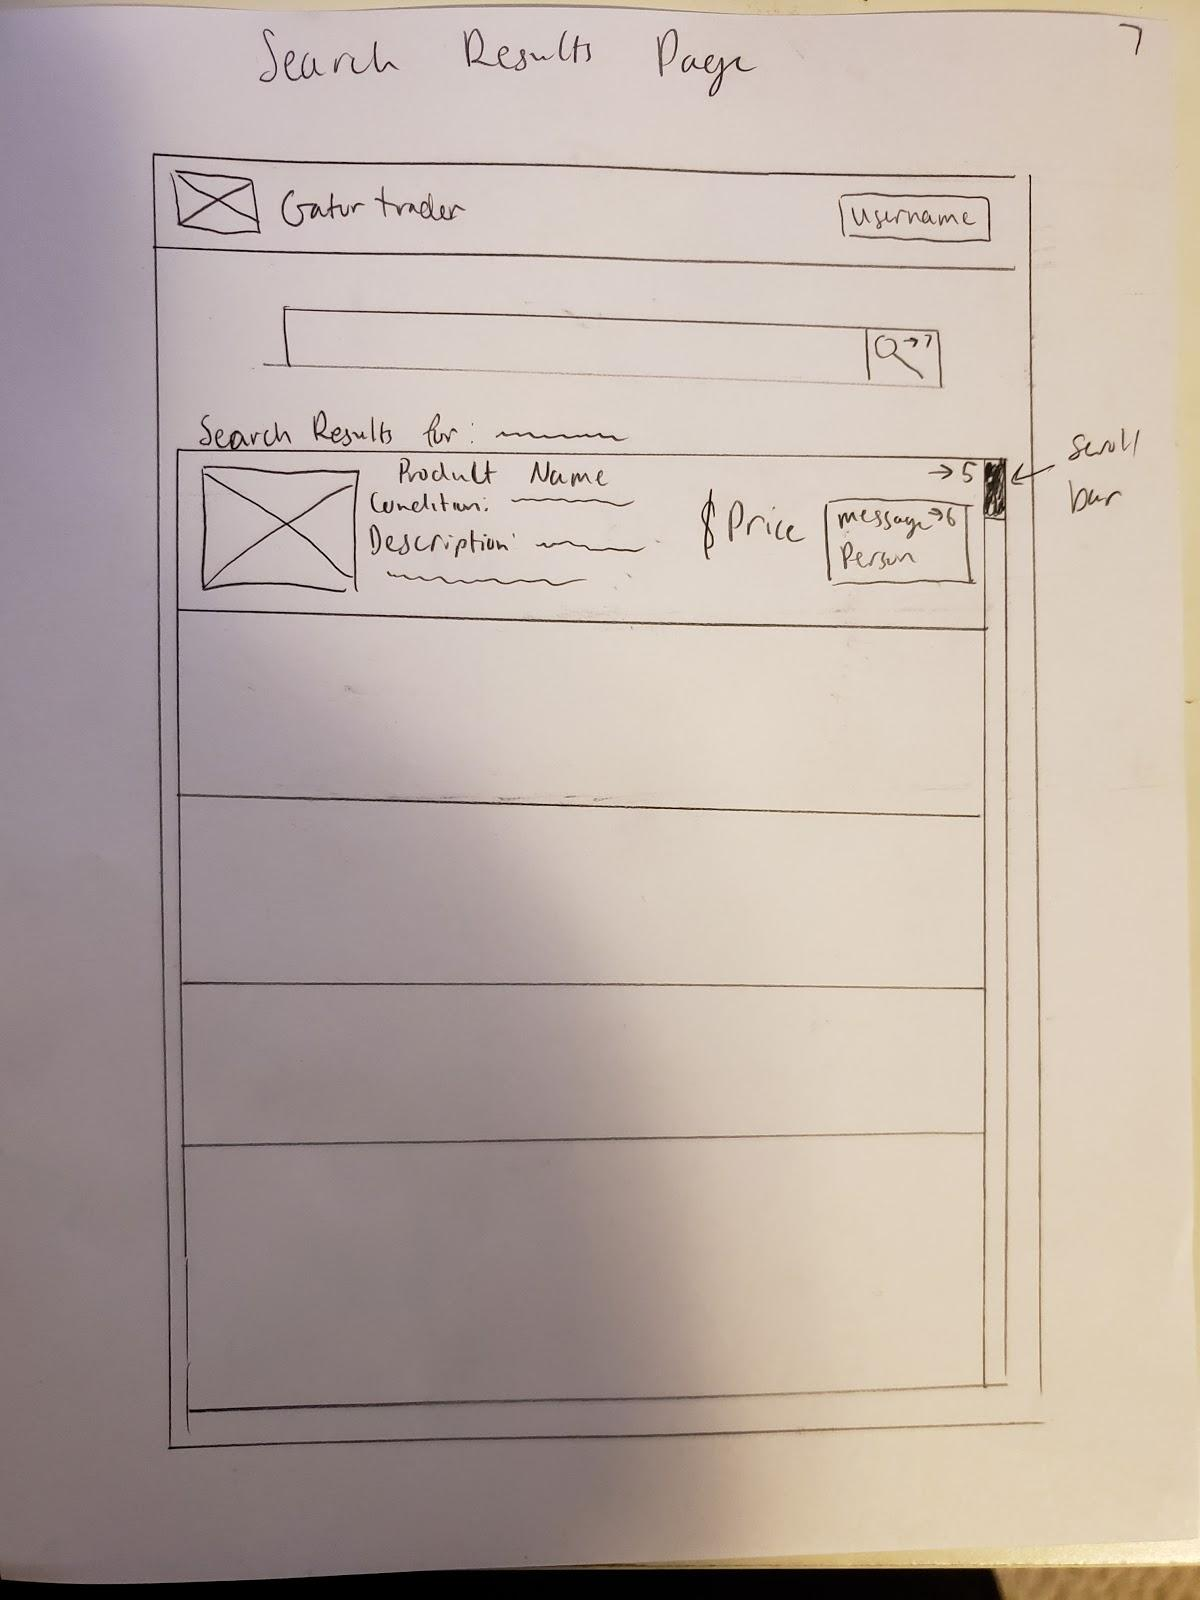 Search Results Page
7
Gator trader
Username
→7
Search Results for:
Product Name
Condition:
Description:
$ Price
→5
message →6
Person
scroll
bar